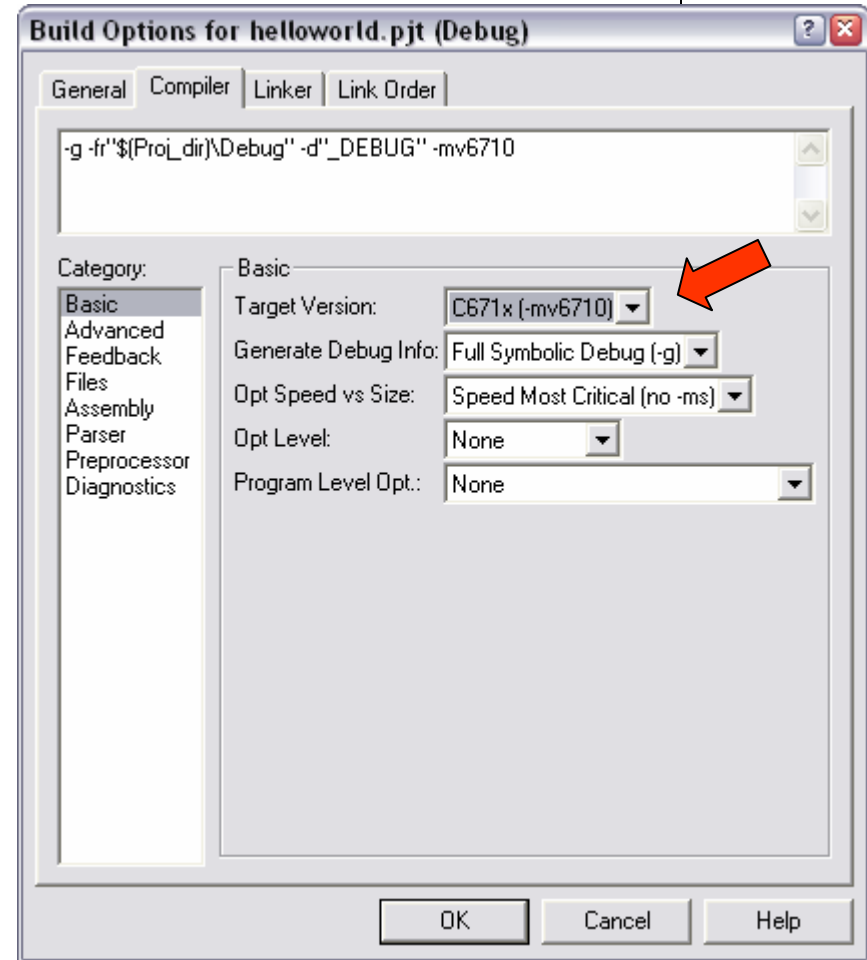 Build Options for helloworld.pjt (Debug)
General Compiler Linker Link Order
-g -fr"$(Proj_dir)\Debug" -d"_DEBUG" -mv6710
Category:
Basic
Advanced
Feedback
Files
Assembly
Parser
Preprocessor
Diagnostics
Basic
Target Version: C671x (-mv6710)
Generate Debug Info: Full Symbolic Debug (-g)
Opt Speed vs Size: Speed Most Critical (no -ms)
Opt Level: None
Program Level Opt.: None
OK Cancel Help